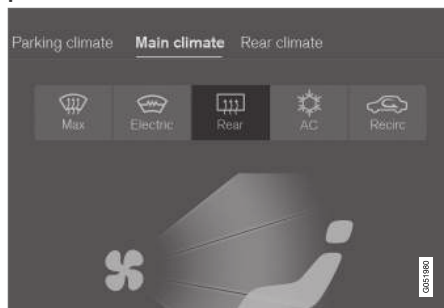 Parking climate Main climate Rear climate
Max Electric Rear AC Recirc
G051980